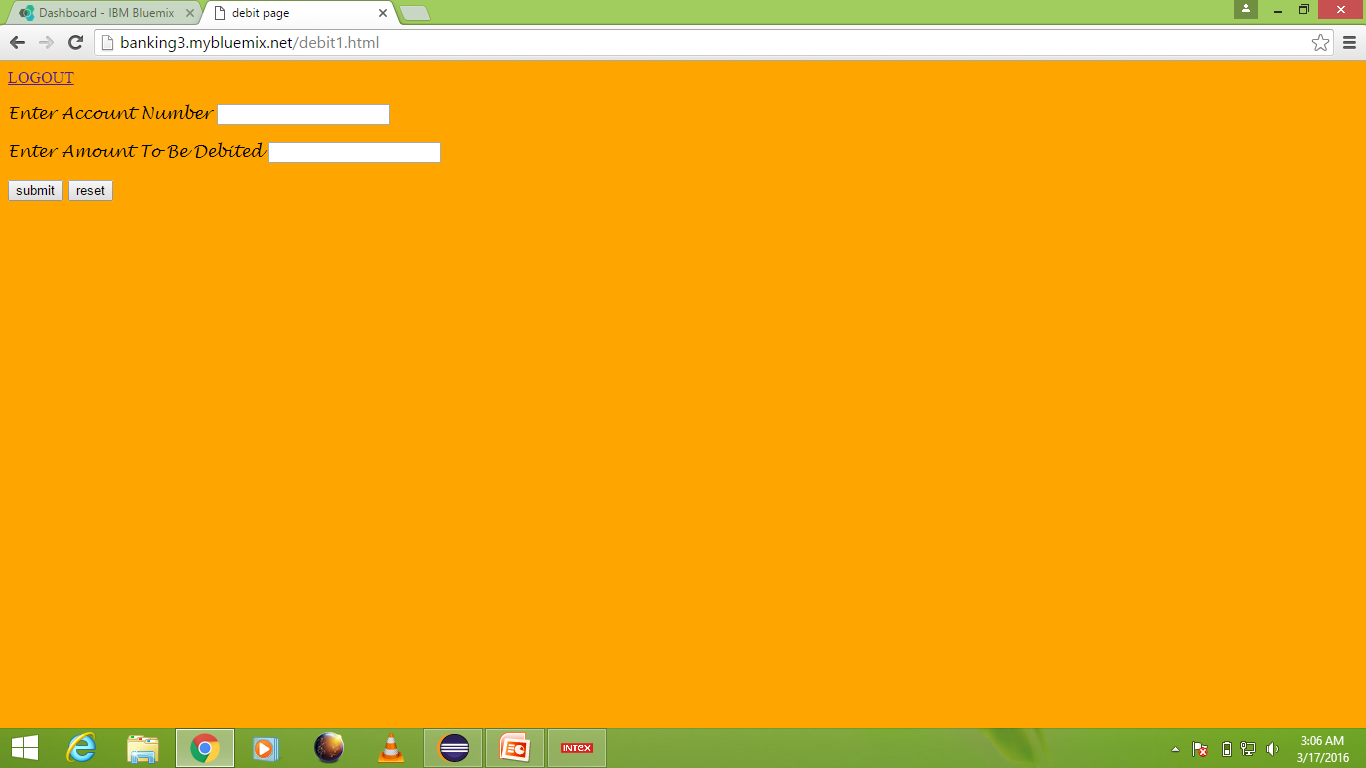 Dashboard - IBM Bluemix
debit page
banking3.mybluemix.net/debit1.html
LOGOUT
Enter Account Number
Enter Amount To Be Debited
submit reset
INTEX
3:06 AM
3/17/2016